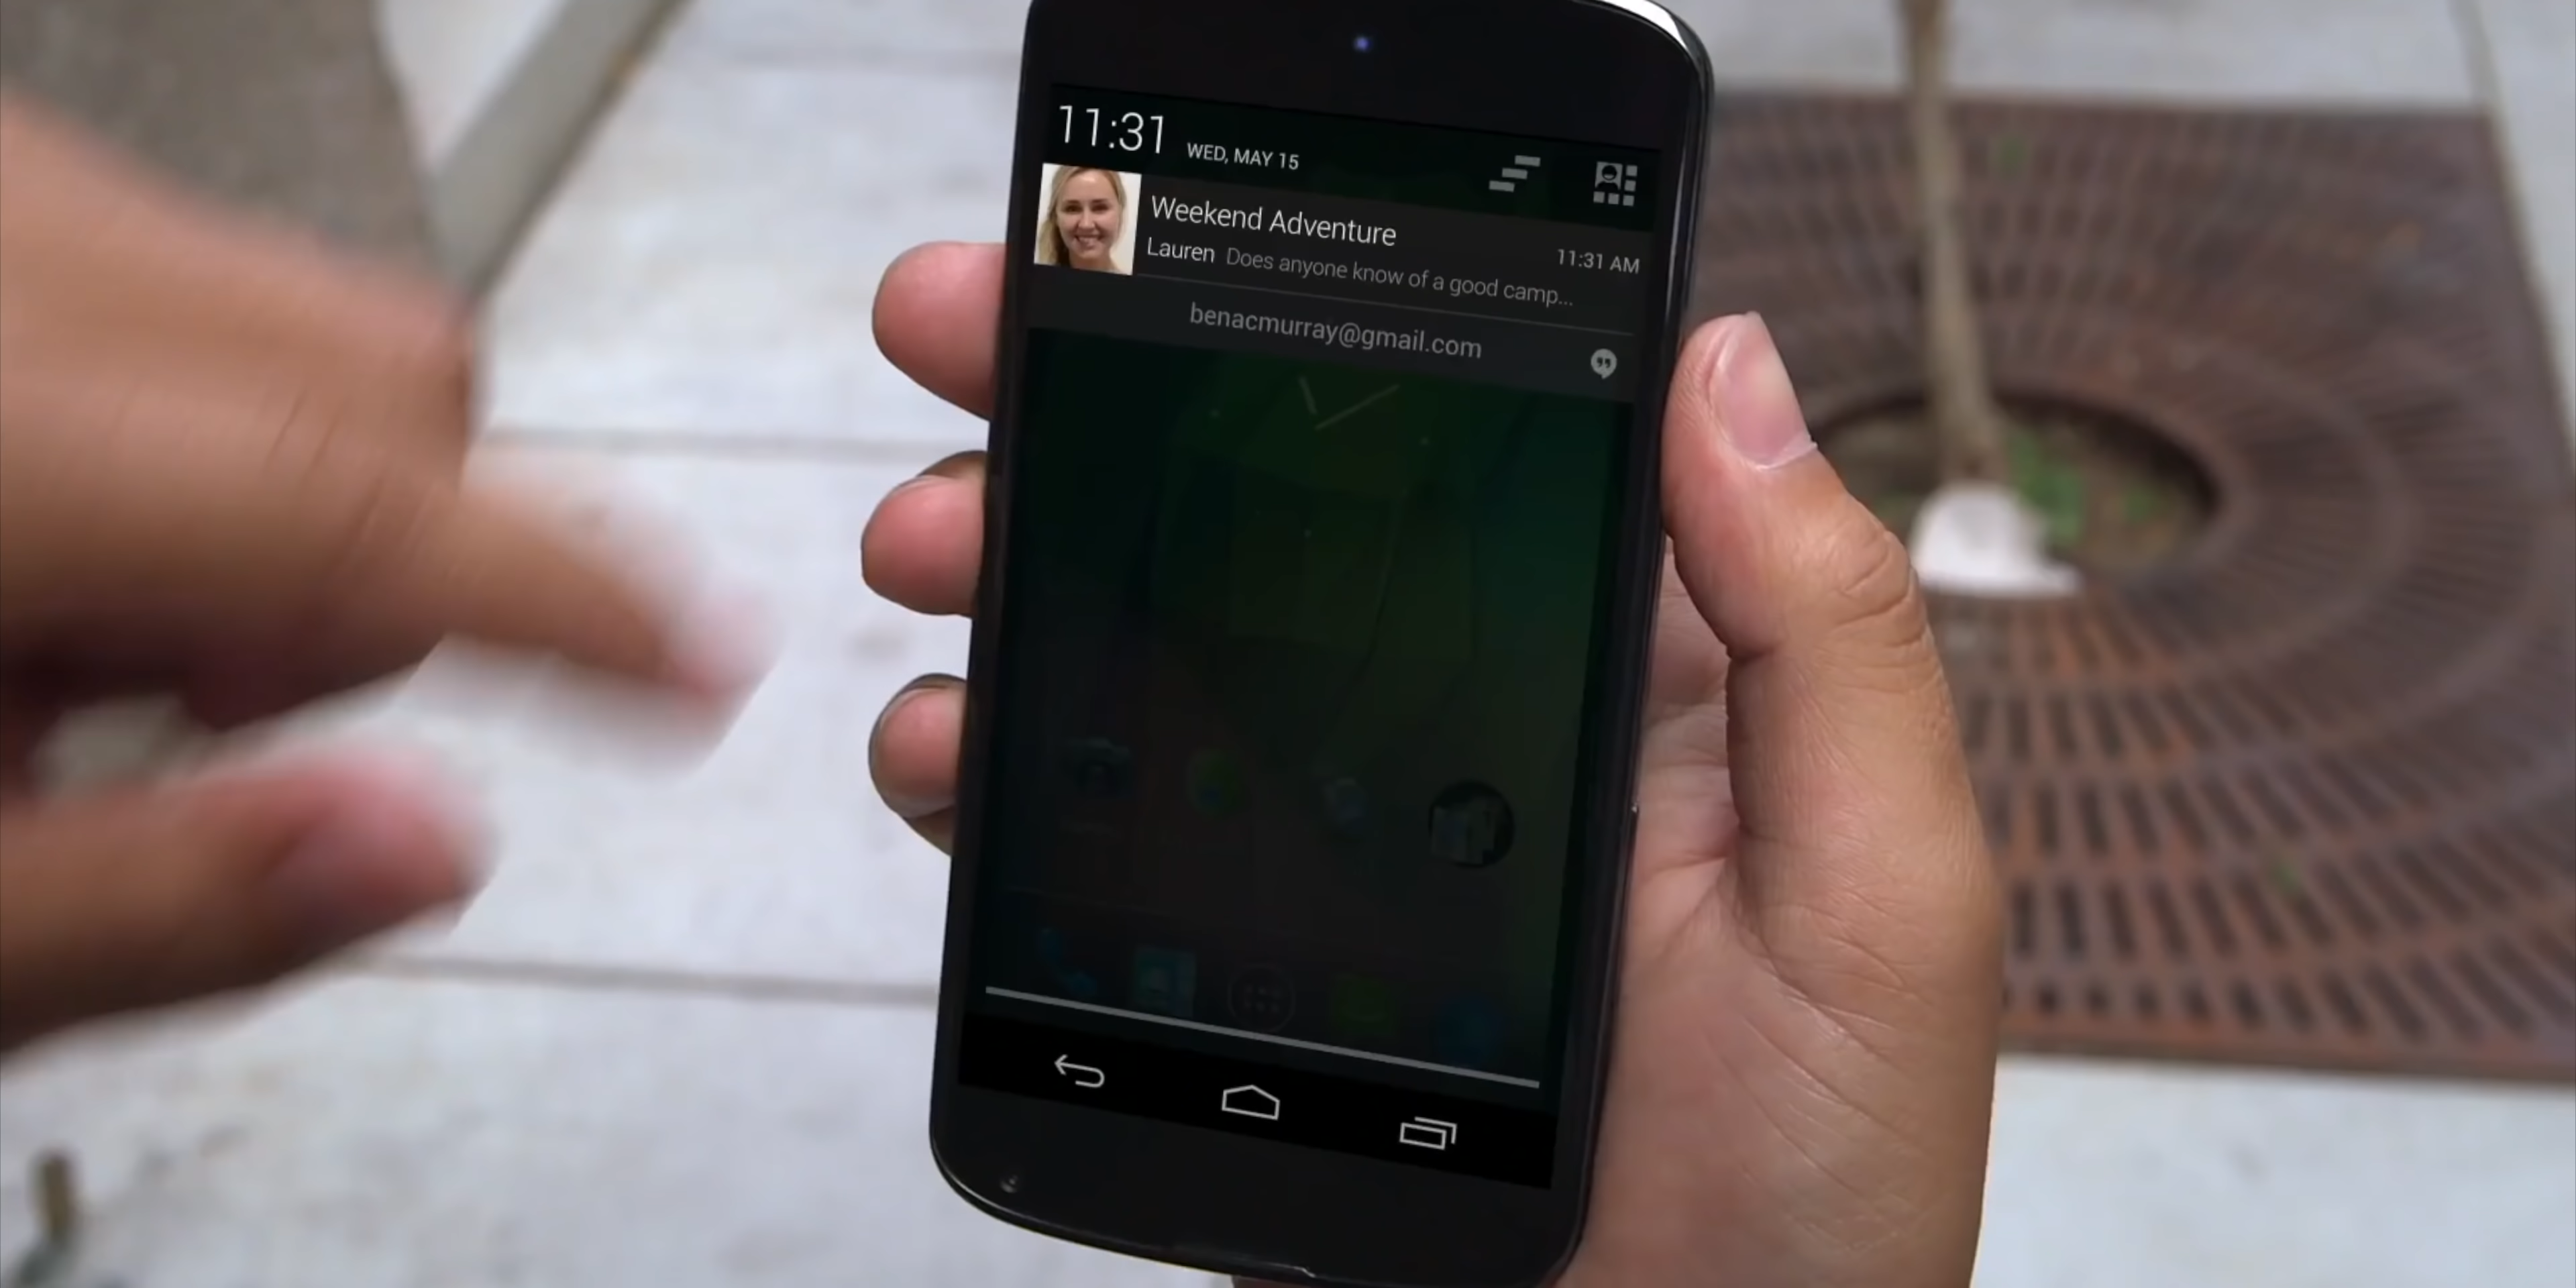 11:31 WED, MAY 15
Weekend Adventure
11:31 AM
Lauren Does anyone know of a good camp...
benacmurray@gmail.com